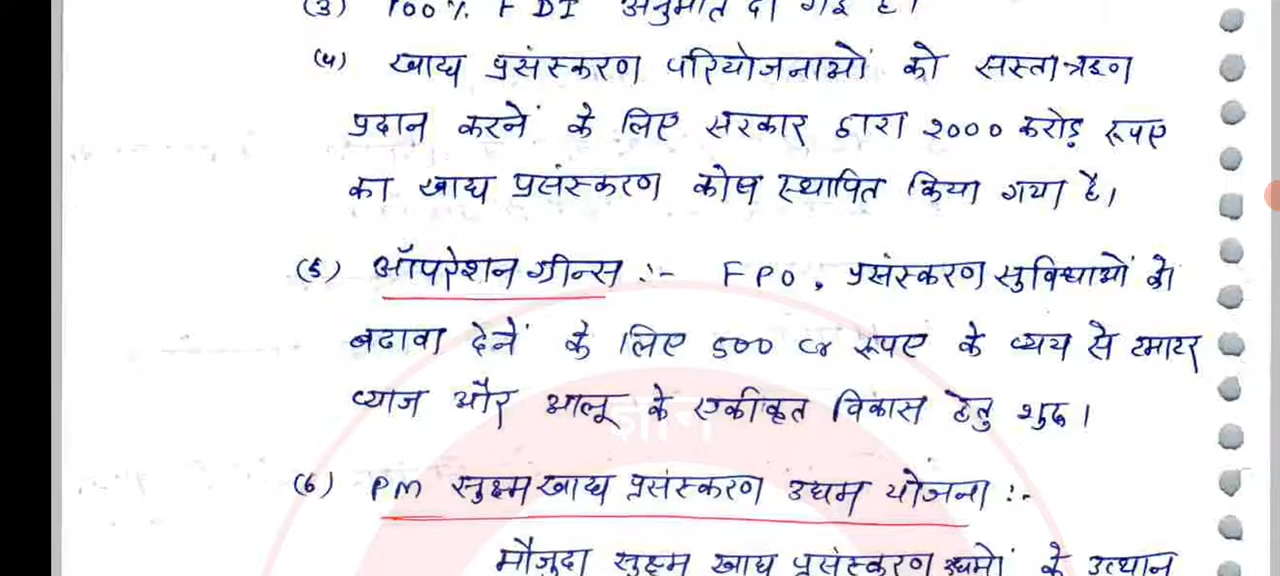 (3) 100% FDI अनुमति दी गई है।
(4) खाद्य प्रसंस्करण परियोजनाओं को सस्ता ऋण
प्रदान करनें के लिए सरकार द्वारा 2000 करोड़ रूपए
का खाद्य प्रसंस्करण कोष स्थापित किया गया है।
(5) ऑपरेशन ग्रीन्स :- FPO, प्रसंस्करण सुविधाओं को
बढावा देनें के लिए 500 Cr रूपए के व्यय से टमाटर
प्याज और आलू के एकीकृत विकास हेतु शुरू।
(6) PM सुक्ष्म खाद्य प्रसंस्करण उद्यम योजना :-
मौजुदा सुक्ष्म खाद्य प्रसंस्करण उद्यमों के उत्थान
ज्ञान